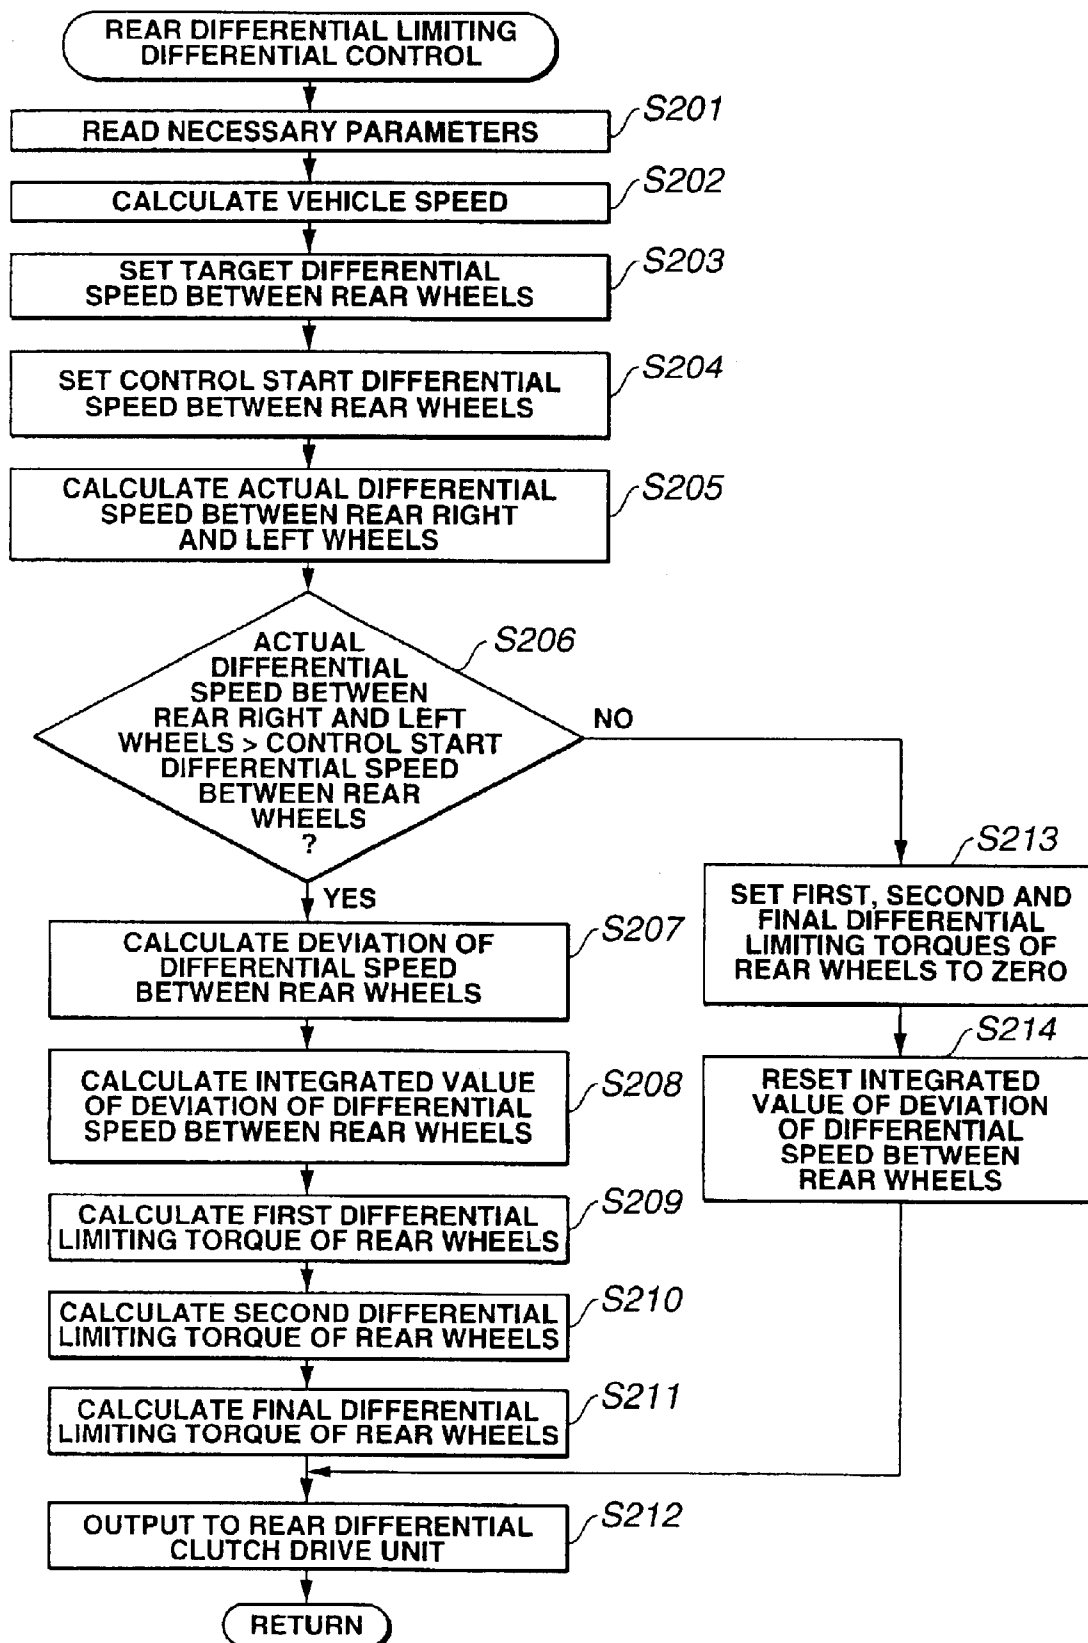 REAR DIFFERENTIAL LIMITING
DIFFERENTIAL CONTROL
S201
READ NECESSARY PARAMETERS
S202
CALCULATE VEHICLE SPEED
S203
SET TARGET DIFFERENTIAL
SPEED BETWEEN REAR WHEELS
S204
SET CONTROL START DIFFERENTIAL
SPEED BETWEEN REAR WHEELS
S205
CALCULATE ACTUAL DIFFERENTIAL
SPEED BETWEEN REAR RIGHT
AND LEFT WHEELS
S206
ACTUAL
DIFFERENTIAL
SPEED BETWEEN
REAR RIGHT AND LEFT
WHEELS > CONTROL START
DIFFERENTIAL SPEED
BETWEEN REAR
WHEELS
?
NO
YES
S207
CALCULATE DEVIATION OF
DIFFERENTIAL SPEED
BETWEEN REAR WHEELS
S208
CALCULATE INTEGRATED VALUE
OF DEVIATION OF DIFFERENTIAL
SPEED BETWEEN REAR WHEELS
S209
CALCULATE FIRST DIFFERENTIAL
LIMITING TORQUE OF REAR WHEELS
S210
CALCULATE SECOND DIFFERENTIAL
LIMITING TORQUE OF REAR WHEELS
S211
CALCULATE FINAL DIFFERENTIAL
LIMITING TORQUE OF REAR WHEELS
S213
SET FIRST, SECOND AND
FINAL DIFFERENTIAL
LIMITING TORQUES OF
REAR WHEELS TO ZERO
S214
RESET INTEGRATED
VALUE OF DEVIATION
OF DIFFERENTIAL
SPEED BETWEEN
REAR WHEELS
S212
OUTPUT TO REAR DIFFERENTIAL
CLUTCH DRIVE UNIT
RETURN